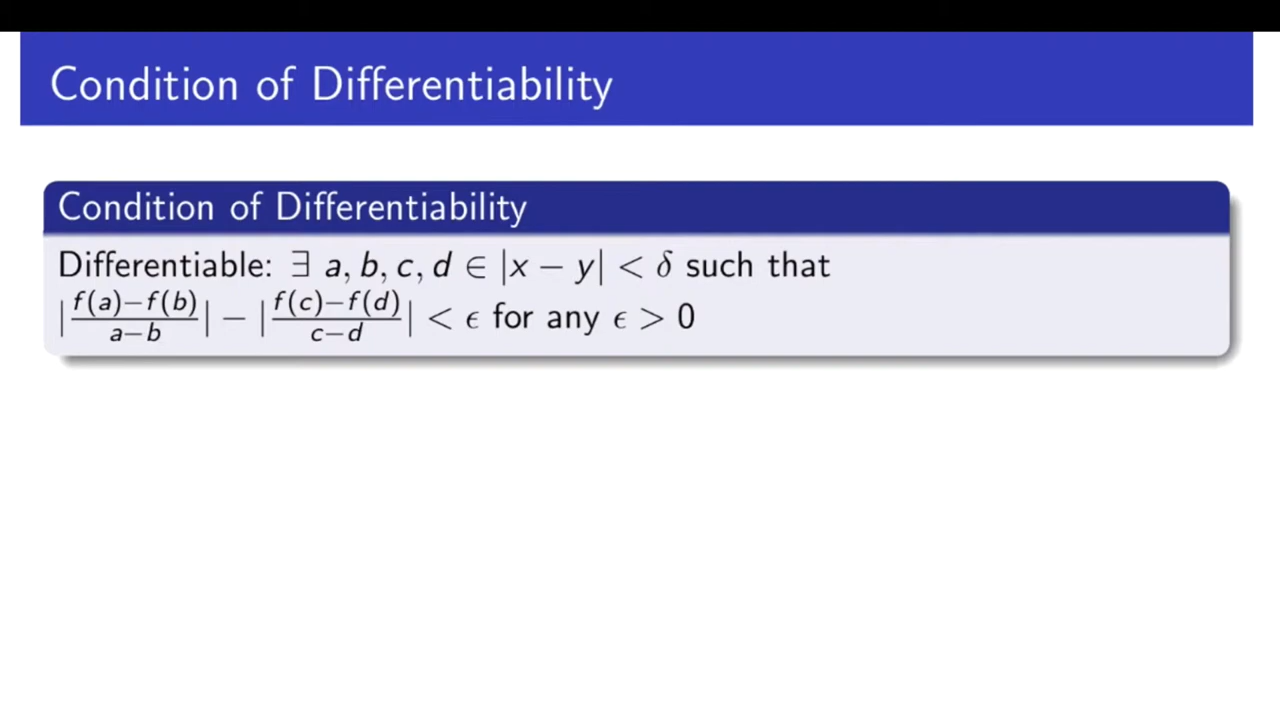 Condition of Differentiability
Condition of Differentiability
Differentiable: ∃ a, b, c, d ∈ |x − y| < δ such that
|f(a)−f(b)/a−b| − |f(c)−f(d)/c−d| < ϵ for any ϵ > 0